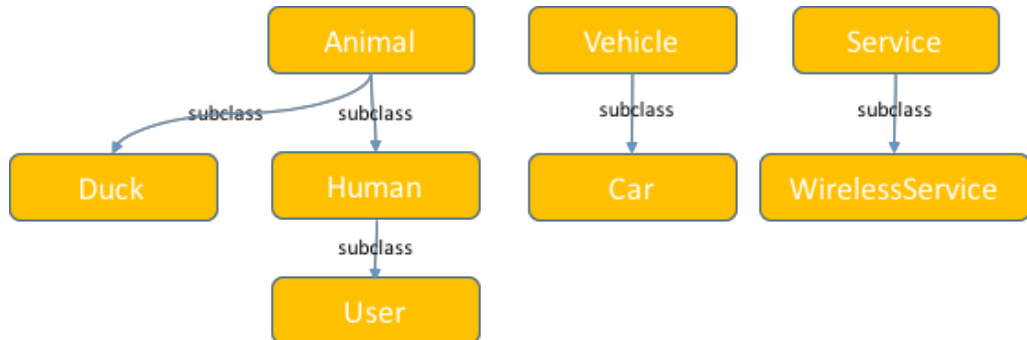 Animal
Vehicle
Service
subclass
subclass
subclass
subclass
Duck
Human
Car
WirelessService
subclass
User